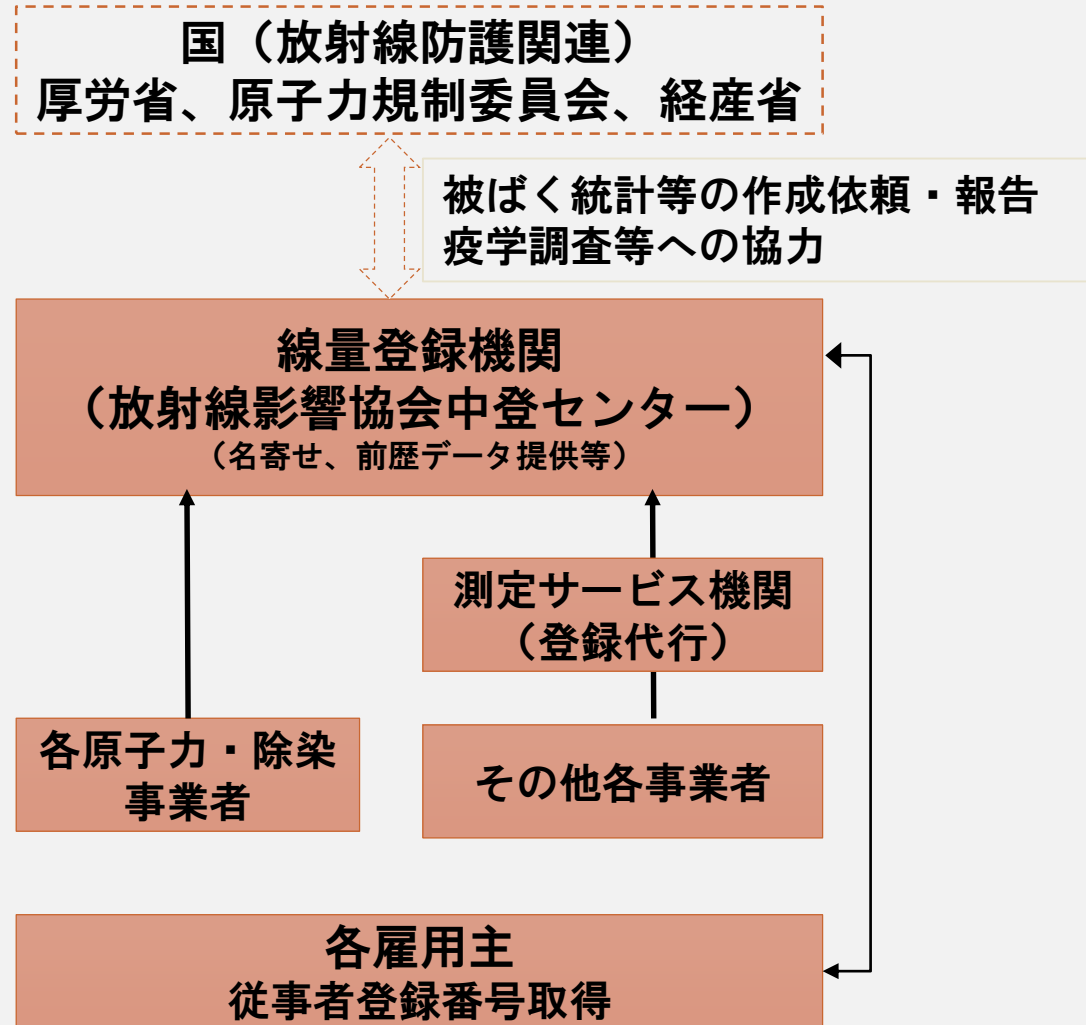 国（放射線防護関連）
厚労省、原子力規制委員会、経産省
被ばく統計等の作成依頼・報告
疫学調査等への協力
線量登録機関
（放射線影響協会中登センター）
（名寄せ、前歴データ提供等）
測定サービス機関
（登録代行）
各原子力・除染
事業者
その他各事業者
各雇用主
従事者登録番号取得